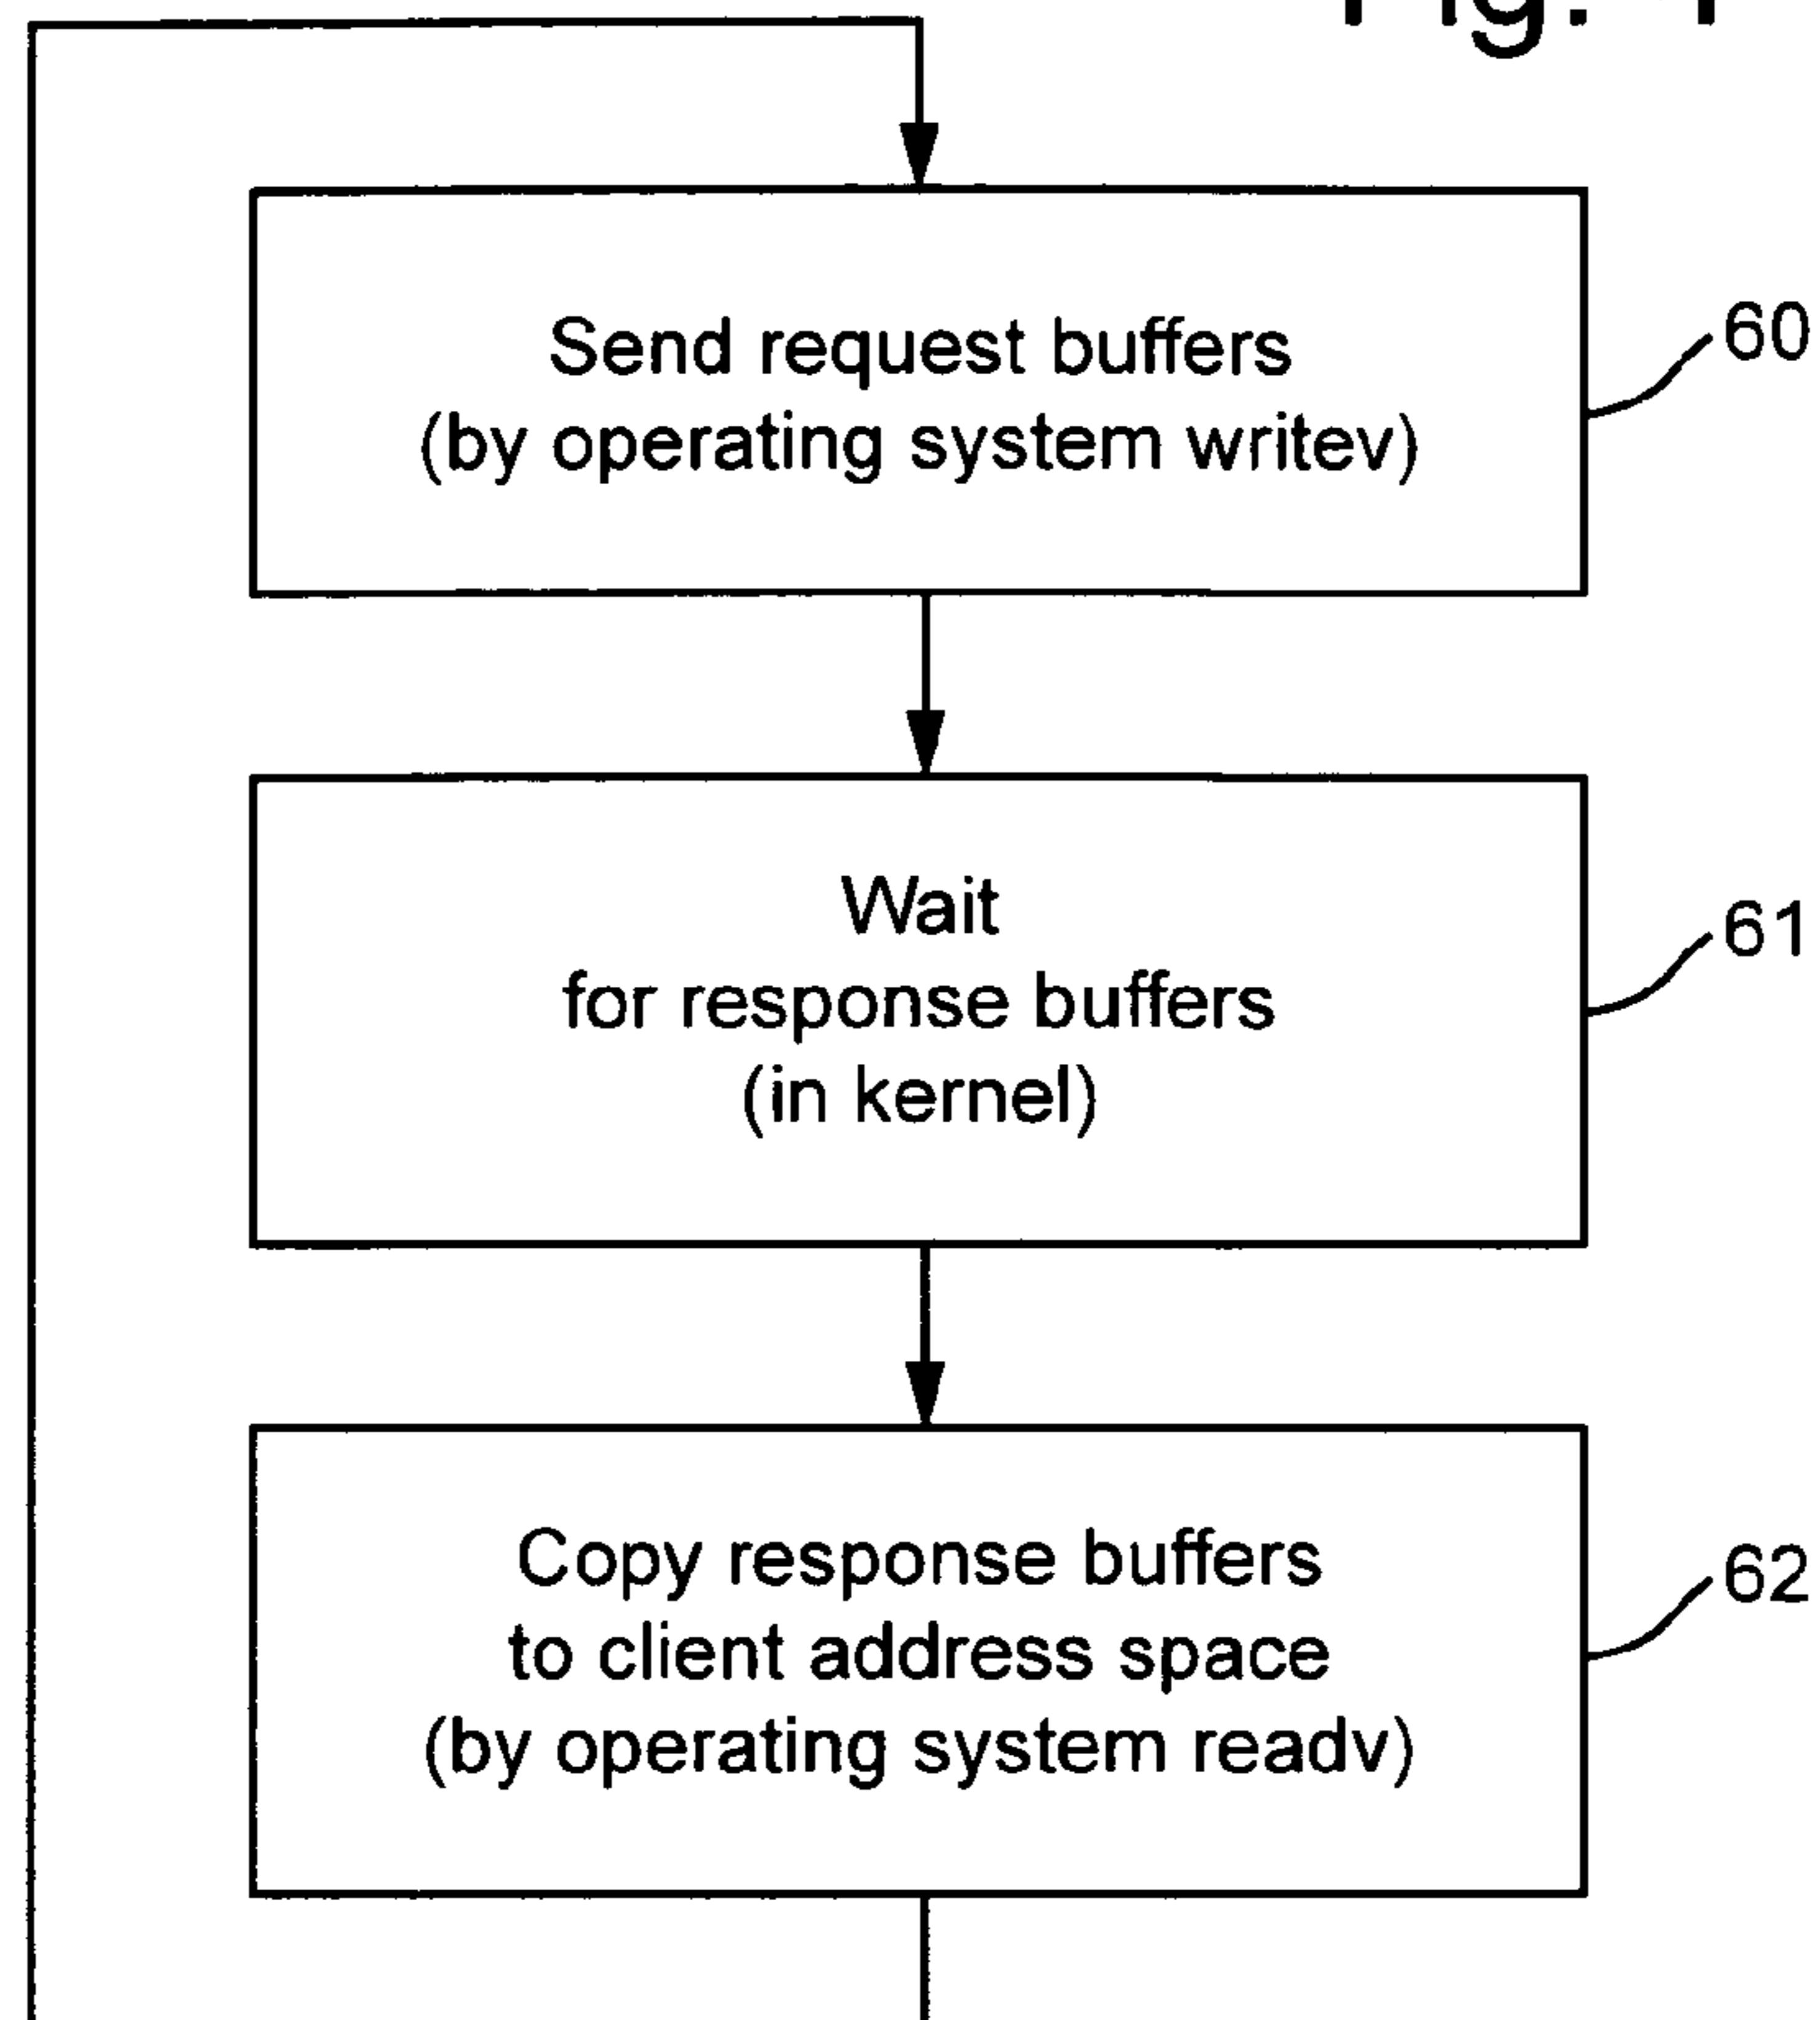 Fig.
Send request buffers
(by operating system writev)
60
Wait
for response buffers
(in kernel)
61
Copy response buffers
to client address space
(by operating system readv)
62